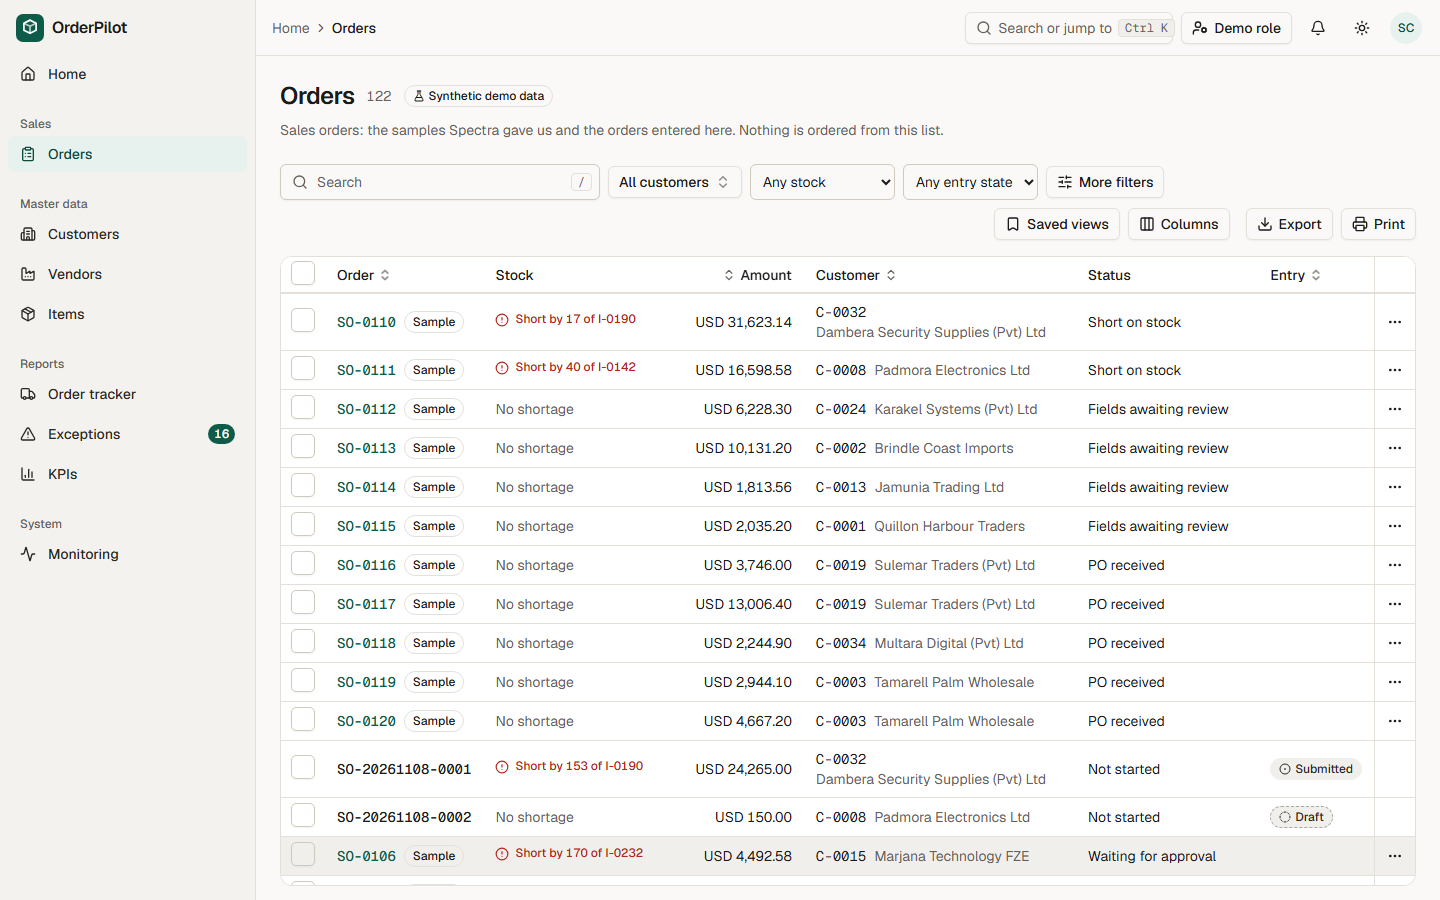 OrderPilot
Home
Sales
Orders
Master data
Customers
Vendors
Items
Reports
Order tracker
Exceptions 16
KPIs
System
Monitoring
Home > Orders
Search or jump to Ctrl K
Demo role
SC
Orders 122 Synthetic demo data
Sales orders: the samples Spectra gave us and the orders entered here. Nothing is ordered from this list.
Search /
All customers
Any stock
Any entry state
More filters
Saved views
Columns
Export
Print
Order Stock Amount Customer Status Entry
SO-0110 Sample Short by 17 of I-0190 USD 31,623.14 C-0032 Dambera Security Supplies (Pvt) Ltd Short on stock
SO-0111 Sample Short by 40 of I-0142 USD 16,598.58 C-0008 Padmora Electronics Ltd Short on stock
SO-0112 Sample No shortage USD 6,228.30 C-0024 Karakel Systems (Pvt) Ltd Fields awaiting review
SO-0113 Sample No shortage USD 10,131.20 C-0002 Brindle Coast Imports Fields awaiting review
SO-0114 Sample No shortage USD 1,813.56 C-0013 Jamunia Trading Ltd Fields awaiting review
SO-0115 Sample No shortage USD 2,035.20 C-0001 Quillon Harbour Traders Fields awaiting review
SO-0116 Sample No shortage USD 3,746.00 C-0019 Sulemar Traders (Pvt) Ltd PO received
SO-0117 Sample No shortage USD 13,006.40 C-0019 Sulemar Traders (Pvt) Ltd PO received
SO-0118 Sample No shortage USD 2,244.90 C-0034 Multara Digital (Pvt) Ltd PO received
SO-0119 Sample No shortage USD 2,944.10 C-0003 Tamarell Palm Wholesale PO received
SO-0120 Sample No shortage USD 4,667.20 C-0003 Tamarell Palm Wholesale PO received
SO-20261108-0001 Short by 153 of I-0190 USD 24,265.00 C-0032 Dambera Security Supplies (Pvt) Ltd Not started Submitted
SO-20261108-0002 No shortage USD 150.00 C-0008 Padmora Electronics Ltd Not started Draft
SO-0106 Sample Short by 170 of I-0232 USD 4,492.58 C-0015 Marjana Technology FZE Waiting for approval